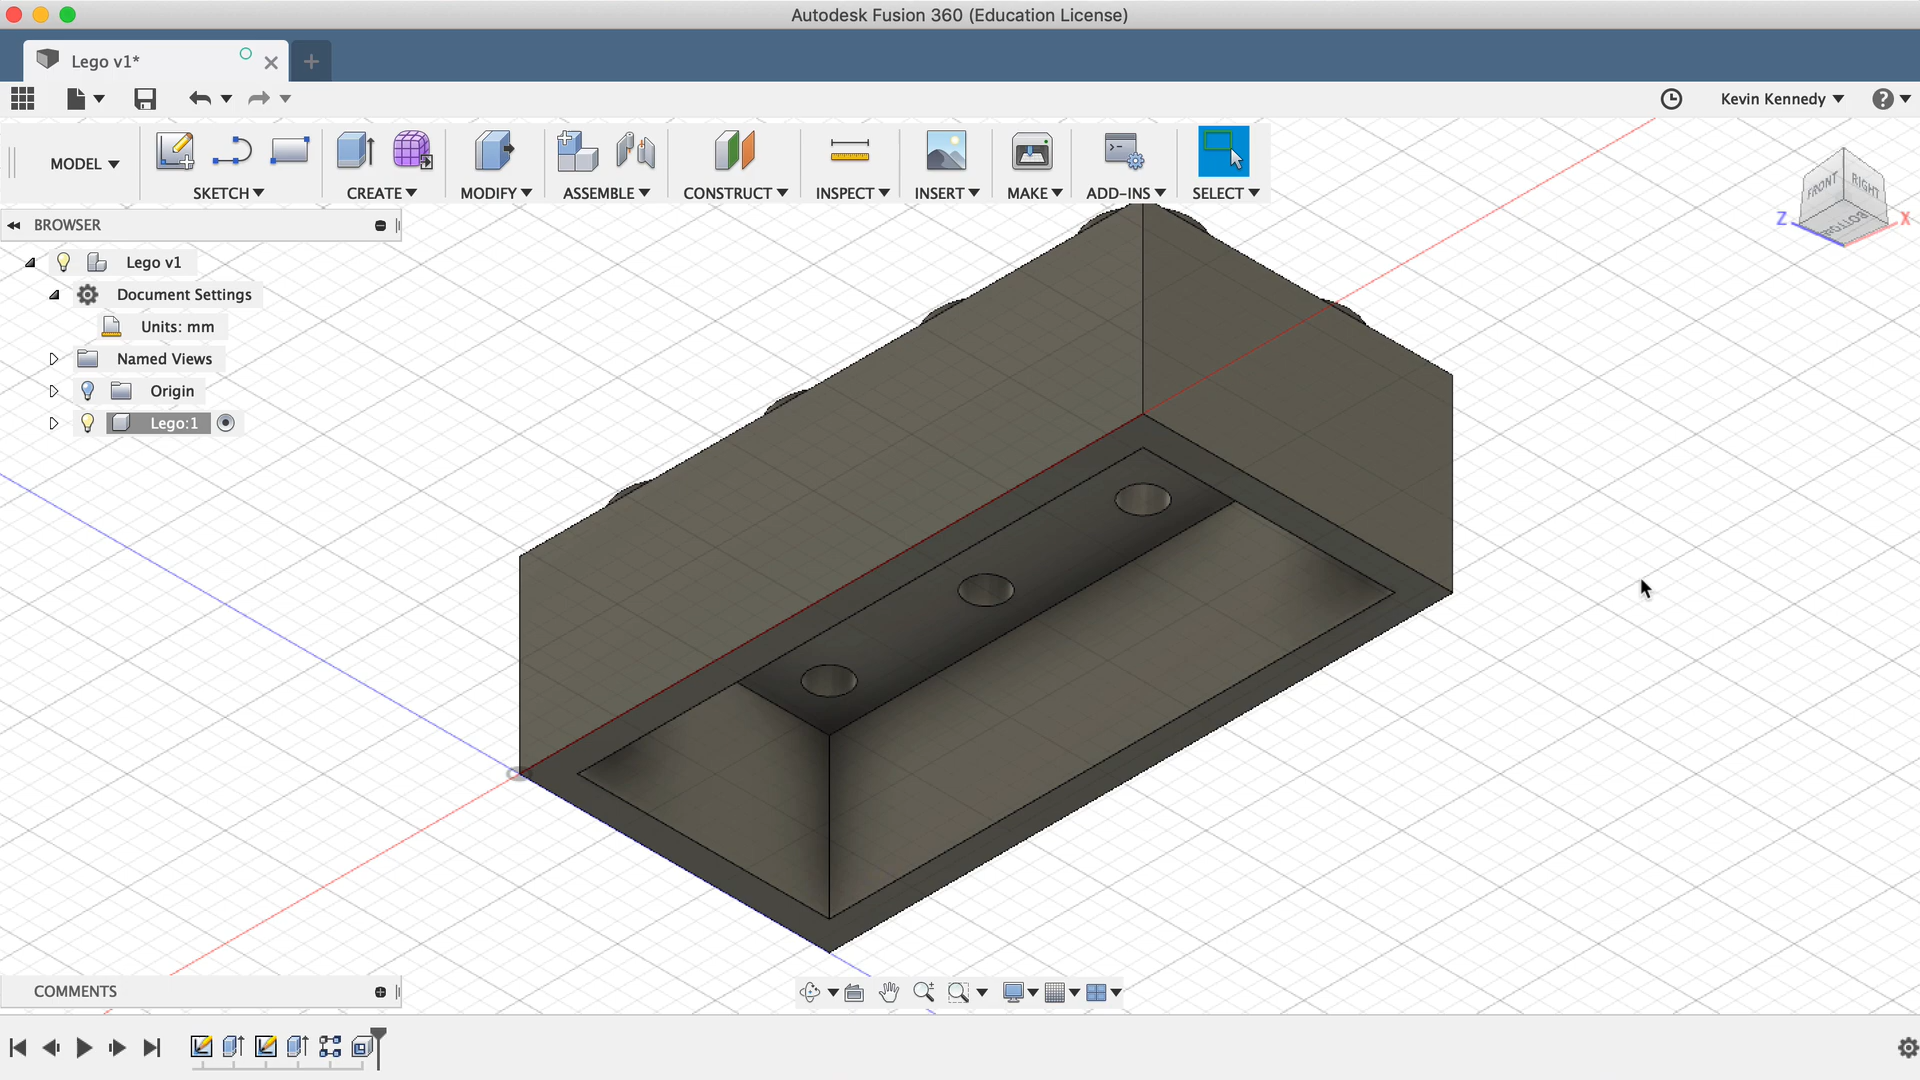 Autodesk Fusion 360 (Education License)
Lego v1*
Kevin Kennedy
MODEL
SKETCH
CREATE
MODIFY
ASSEMBLE
CONSTRUCT
INSPECT
INSERT
MAKE
ADD-INS
SELECT
FRONT
RIGHT
BOTTOM
Z
X
BROWSER
Lego v1
Document Settings
Units: mm
Named Views
Origin
Lego:1
COMMENTS